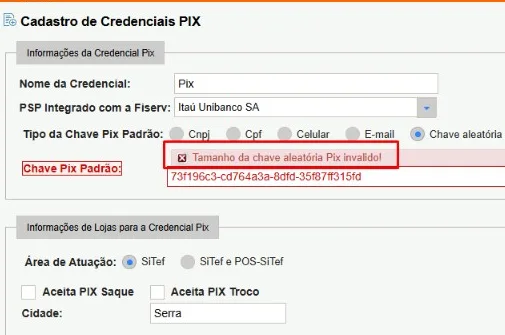 Cadastro de Credenciais PIX
Informações da Credencial Pix
Nome da Credencial: Pix
PSP Integrado com a Fiserv: Itaú Unibanco SA
Tipo da Chave Pix Padrão: Cnpj Cpf Celular E-mail Chave aleatória
Tamanho da chave aleatória Pix invalido!
Chave Pix Padrão: 73f196c3-cd764a3a-8dfd-35f87ff315fd
Informações de Lojas para a Credencial Pix
Área de Atuação: SiTef SiTef e POS-SiTef
Aceita PIX Saque Aceita PIX Troco
Cidade: Serra